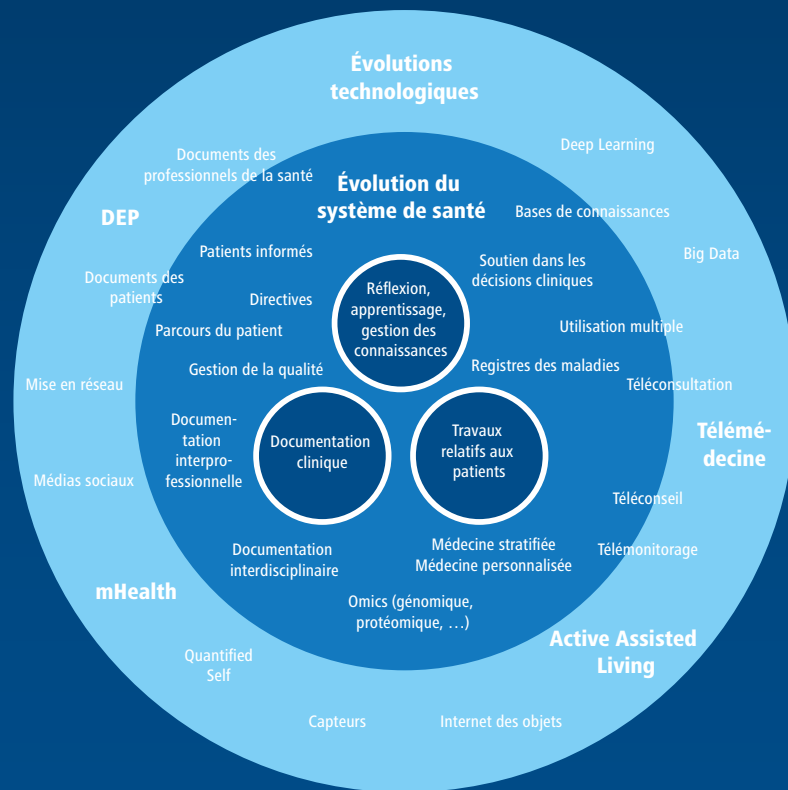 Évolutions
technologiques
Deep Learning
Documents des
professionnels de la santé
Évolution du
système de santé
DEP
Bases de connaissances
Patients informés
Big Data
Soutien dans les
décisions cliniques
Documents des
patients
Directives
Réflexion,
apprentissage,
gestion des
connaissances
Parcours du patient
Utilisation multiple
Gestion de la qualité
Registres des maladies
Mise en réseau
Téléconsultation
Documen-
tation
interpro-
fessionnelle
Documentation
clinique
Travaux
relatifs aux
patients
Télémé-
decine
Médias sociaux
Téléconseil
Documentation
interdisciplinaire
Médecine stratifiée
Médecine personnalisée
Télémonitorage
mHealth
Omics (génomique,
protéomique, …)
Active Assisted
Living
Quantified
Self
Capteurs
Internet des objets